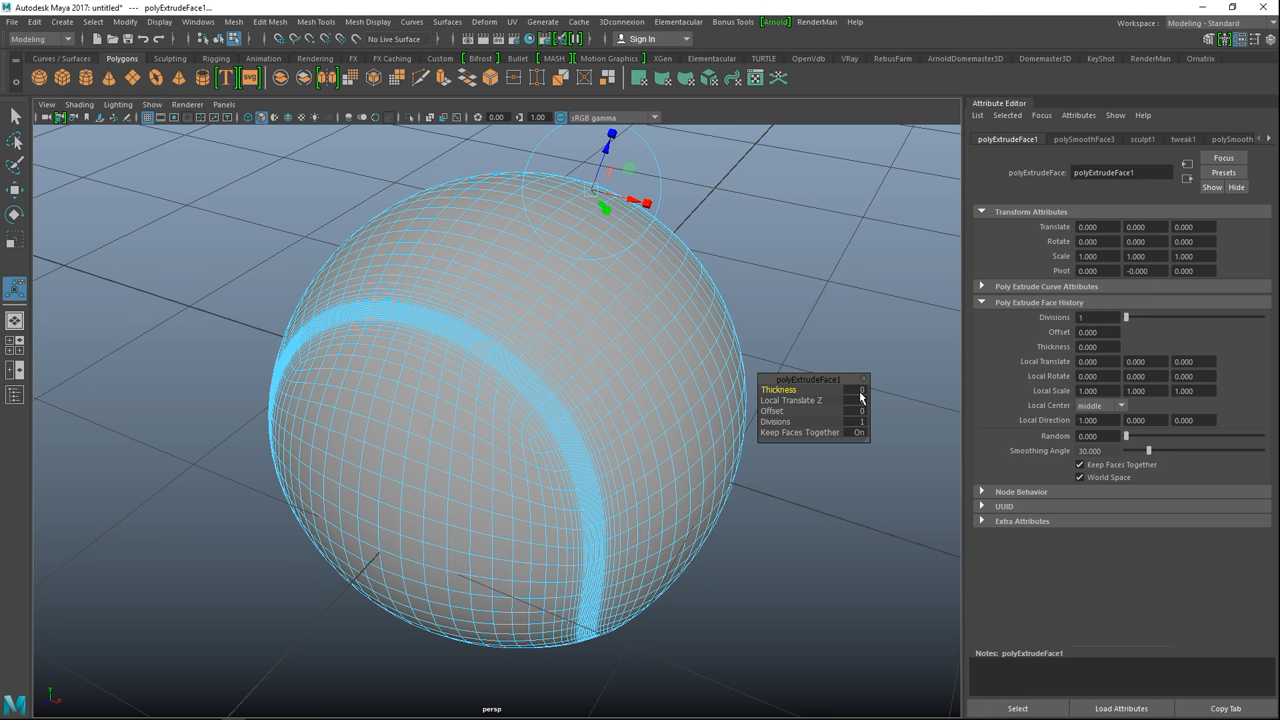 Autodesk Maya 2017: untitled* --- polyExtrudeFace1...
File Edit Create Select Modify Display Windows Mesh Edit Mesh Mesh Tools Mesh Display Curves Surfaces Deform UV Generate Cache 3Dconnexion Elementacular Bonus Tools [Arnold] RenderMan Help
Workspace : Modeling - Standard
Modeling No Live Surface Sign In
Curves / Surfaces Polygons Sculpting Rigging Animation Rendering FX FX Caching Custom Bifrost Bullet MASH Motion Graphics XGen Elementacular TURTLE OpenVdb VRay RebusFarm ArnoldDomemaster3D Domemaster3D KeyShot RenderMan Ornatrix
T svg
View Shading Lighting Show Renderer Panels
0.00 1.00 sRGB gamma
polyExtrudeFace1
Thickness 0
Local Translate Z
Offset 0
Divisions 1
Keep Faces Together On
y
x
persp
Attribute Editor
List Selected Focus Attributes Show Help
polyExtrudeFace1 polySmoothFace3 sculpt1 tweak1 polySmooth
polyExtrudeFace: polyExtrudeFace1
Focus
Presets
Show Hide
Transform Attributes
Translate 0.000 0.000 0.000
Rotate 0.000 0.000 0.000
Scale 1.000 1.000 1.000
Pivot 0.000 -0.000 0.000
Poly Extrude Curve Attributes
Poly Extrude Face History
Divisions 1
Offset 0.000
Thickness 0.000
Local Translate 0.000 0.000 0.000
Local Rotate 0.000 0.000 0.000
Local Scale 1.000 1.000 1.000
Local Center middle
Local Direction 1.000 0.000 0.000
Random 0.000
Smoothing Angle 30.000
Keep Faces Together
World Space
Node Behavior
UUID
Extra Attributes
Notes: polyExtrudeFace1
Select Load Attributes Copy Tab